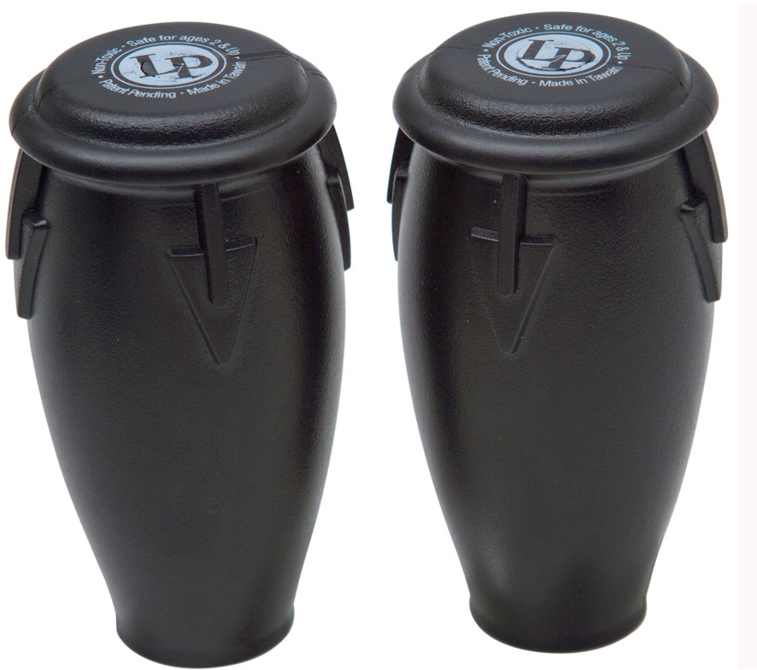 Non-Toxic · Safe for ages 2 & Up ·
LP
Patent Pending · Made in Taiwan ·
Non-Toxic · Safe for ages 2 & Up ·
LP
Patent Pending · Made in Taiwan ·